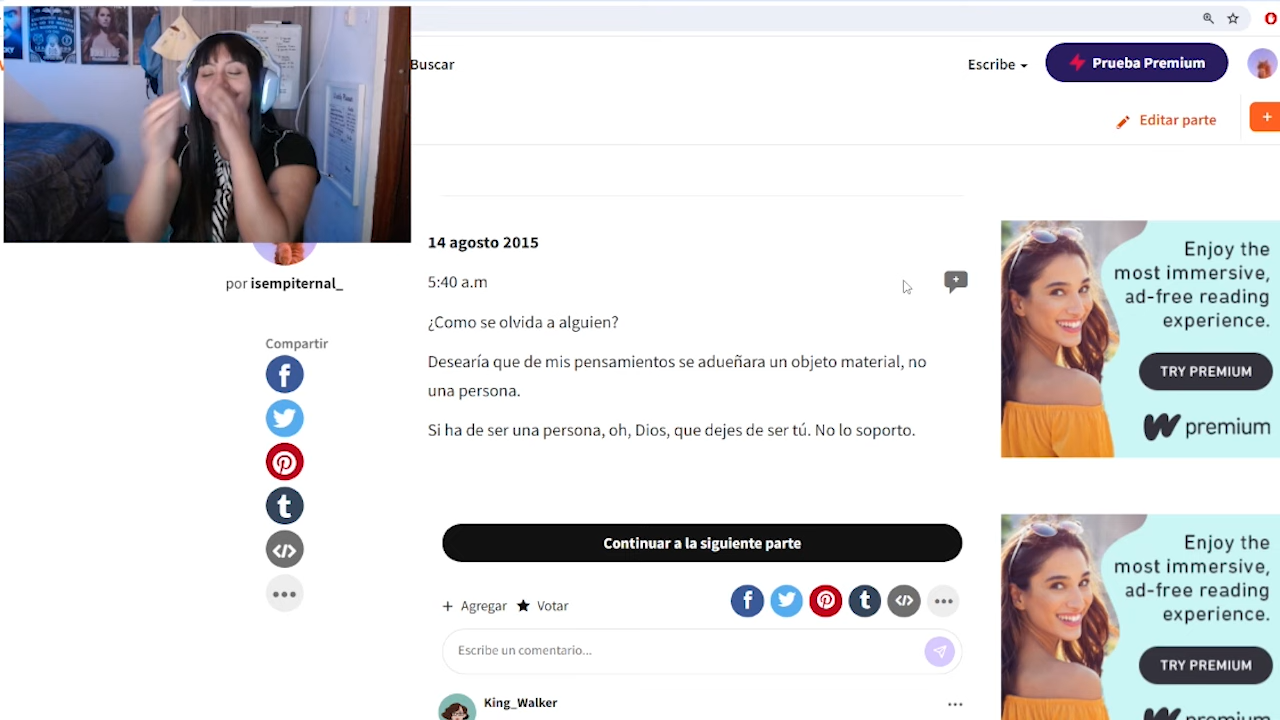 Buscar
Escribe
Prueba Premium
Editar parte
+
14 agosto 2015
por isempiternal_
5:40 a.m
¿Como se olvida a alguien?
Desearía que de mis pensamientos se adueñara un objeto material, no
una persona.
Si ha de ser una persona, oh, Dios, que dejes de ser tú. No lo soporto.
Compartir
Continuar a la siguiente parte
+ Agregar
Votar
Escribe un comentario...
King_Walker
Enjoy the
most immersive,
ad-free reading
experience.
TRY PREMIUM
premium
Enjoy the
most immersive,
ad-free reading
experience.
TRY PREMIUM
premium